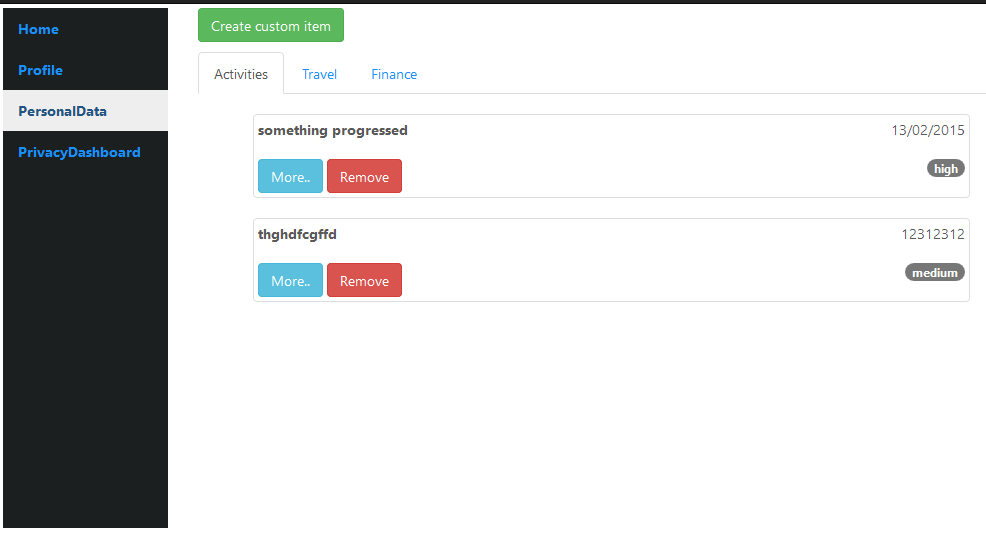 Home
Profile
PersonalData
PrivacyDashboard
Create custom item
Activities Travel Finance
something progressed 13/02/2015
More.. Remove high
thghdfcgffd 12312312
More.. Remove medium